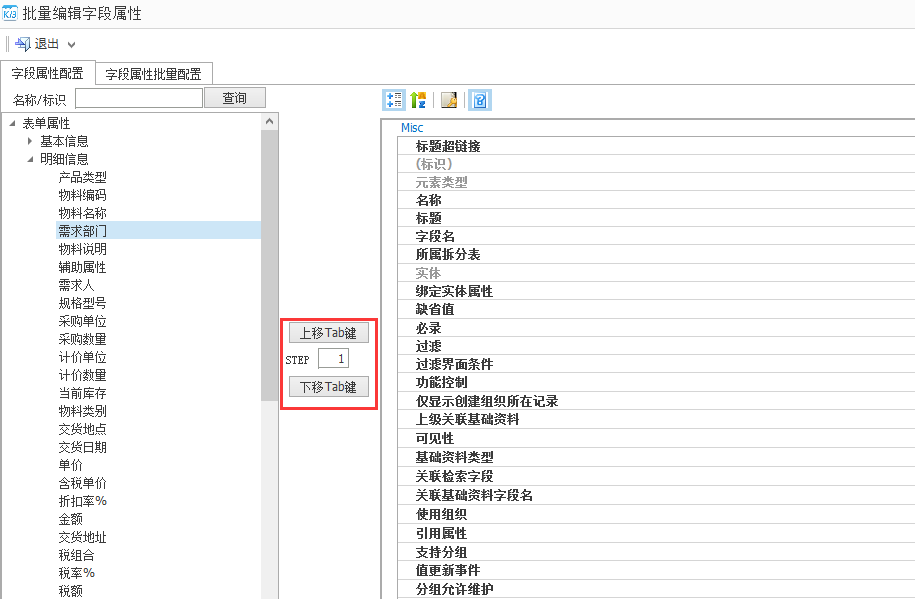 K/3 批量编辑字段属性
退出
字段属性配置 字段属性批量配置
名称/标识 查询
表单属性
基本信息
明细信息
产品类型
物料编码
物料名称
需求部门
物料说明
辅助属性
需求人
规格型号
采购单位
采购数量
计价单位
计价数量
当前库存
物料类别
交货地点
交货日期
单价
含税单价
折扣率%
金额
交货地址
税组合
税率%
税额
上移Tab键
STEP 1
下移Tab键
Misc
标题超链接
(标识)
元素类型
名称
标题
字段名
所属拆分表
实体
绑定实体属性
缺省值
必录
过滤
过滤界面条件
功能控制
仅显示创建组织所在记录
上级关联基础资料
可见性
基础资料类型
关联检索字段
关联基础资料字段名
使用组织
引用属性
支持分组
值更新事件
分组允许维护